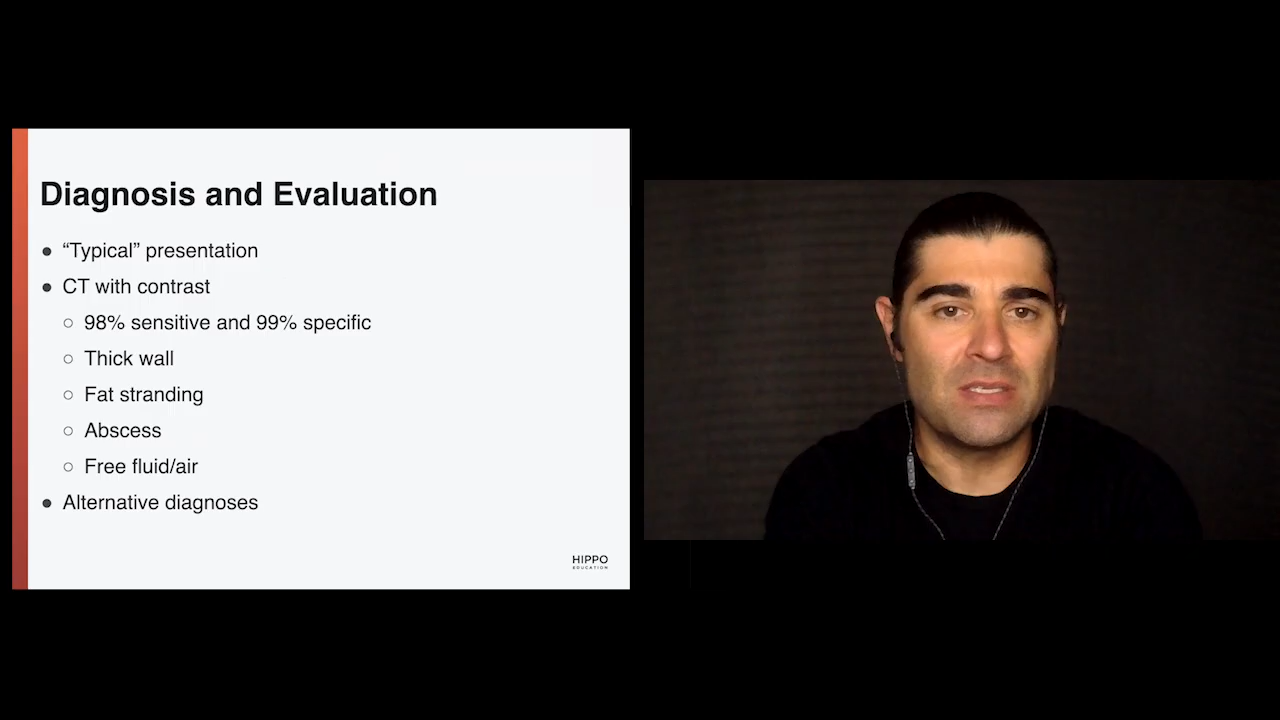 Diagnosis and Evaluation
● “Typical” presentation
● CT with contrast
○ 98% sensitive and 99% specific
○ Thick wall
○ Fat stranding
○ Abscess
○ Free fluid/air
● Alternative diagnoses
HIPPO
EDUCATION